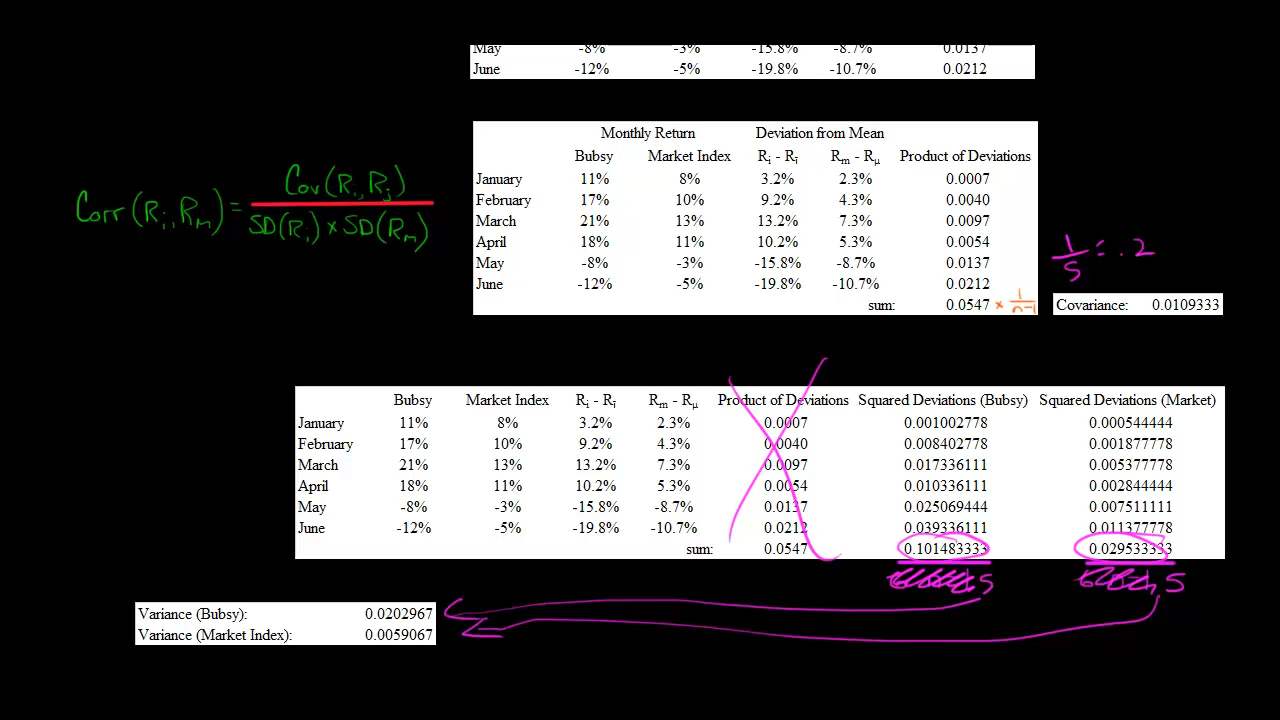 May -8% -3% -15.8% -8.7% 0.0137
June -12% -5% -19.8% -10.7% 0.0212
Monthly Return Deviation from Mean
Bubsy Market Index Ri - Rī Rm - Rμ Product of Deviations
January 11% 8% 3.2% 2.3% 0.0007
February 17% 10% 9.2% 4.3% 0.0040
March 21% 13% 13.2% 7.3% 0.0097
April 18% 11% 10.2% 5.3% 0.0054
May -8% -3% -15.8% -8.7% 0.0137
June -12% -5% -19.8% -10.7% 0.0212
sum: 0.0547 × 1/n-1
Corr(Ri, Rm) = Cov(Ri, Rj)
SD(Ri) × SD(Rm)
1/5 = .2
Covariance: 0.0109333
Bubsy Market Index Ri - Rī Rm - Rμ Product of Deviations Squared Deviations (Bubsy) Squared Deviations (Market)
January 11% 8% 3.2% 2.3% 0.0007 0.001002778 0.000544444
February 17% 10% 9.2% 4.3% 0.0040 0.008402778 0.001877778
March 21% 13% 13.2% 7.3% 0.0097 0.017336111 0.005377778
April 18% 11% 10.2% 5.3% 0.0054 0.010336111 0.002844444
May -8% -3% -15.8% -8.7% 0.0137 0.025069444 0.007511111
June -12% -5% -19.8% -10.7% 0.0212 0.039336111 0.011377778
sum: 0.0547 0.101483333 0.029533333
5 5
Variance (Bubsy): 0.0202967
Variance (Market Index): 0.0059067